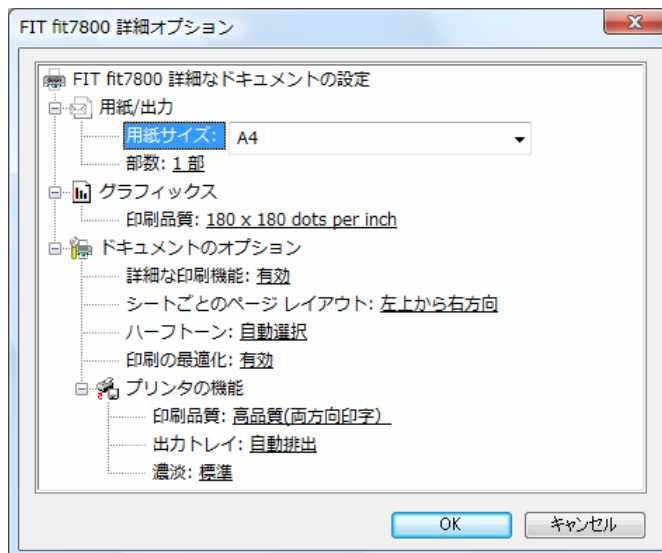 FIT fit7800 詳細オプション
FIT fit7800 詳細なドキュメントの設定
用紙/出力
用紙サイズ: A4
部数: 1 部
グラフィックス
印刷品質: 180 x 180 dots per inch
ドキュメントのオプション
詳細な印刷機能: 有効
シートごとのページ レイアウト: 左上から右方向
ハーフトーン: 自動選択
印刷の最適化: 有効
プリンタの機能
印刷品質: 高品質(両方向印字)
出力トレイ: 自動排出
濃淡: 標準
OK キャンセル